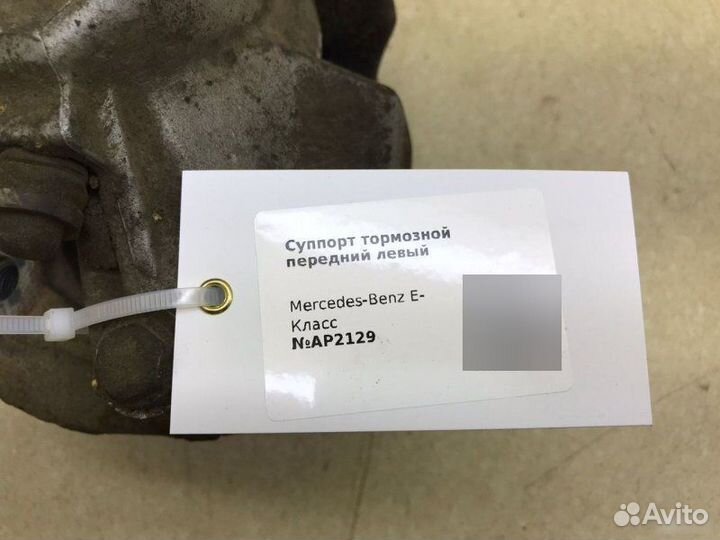 Суппорт тормозной
передний левый
Mercedes-Benz E-
Класс
№AP2129
Avito